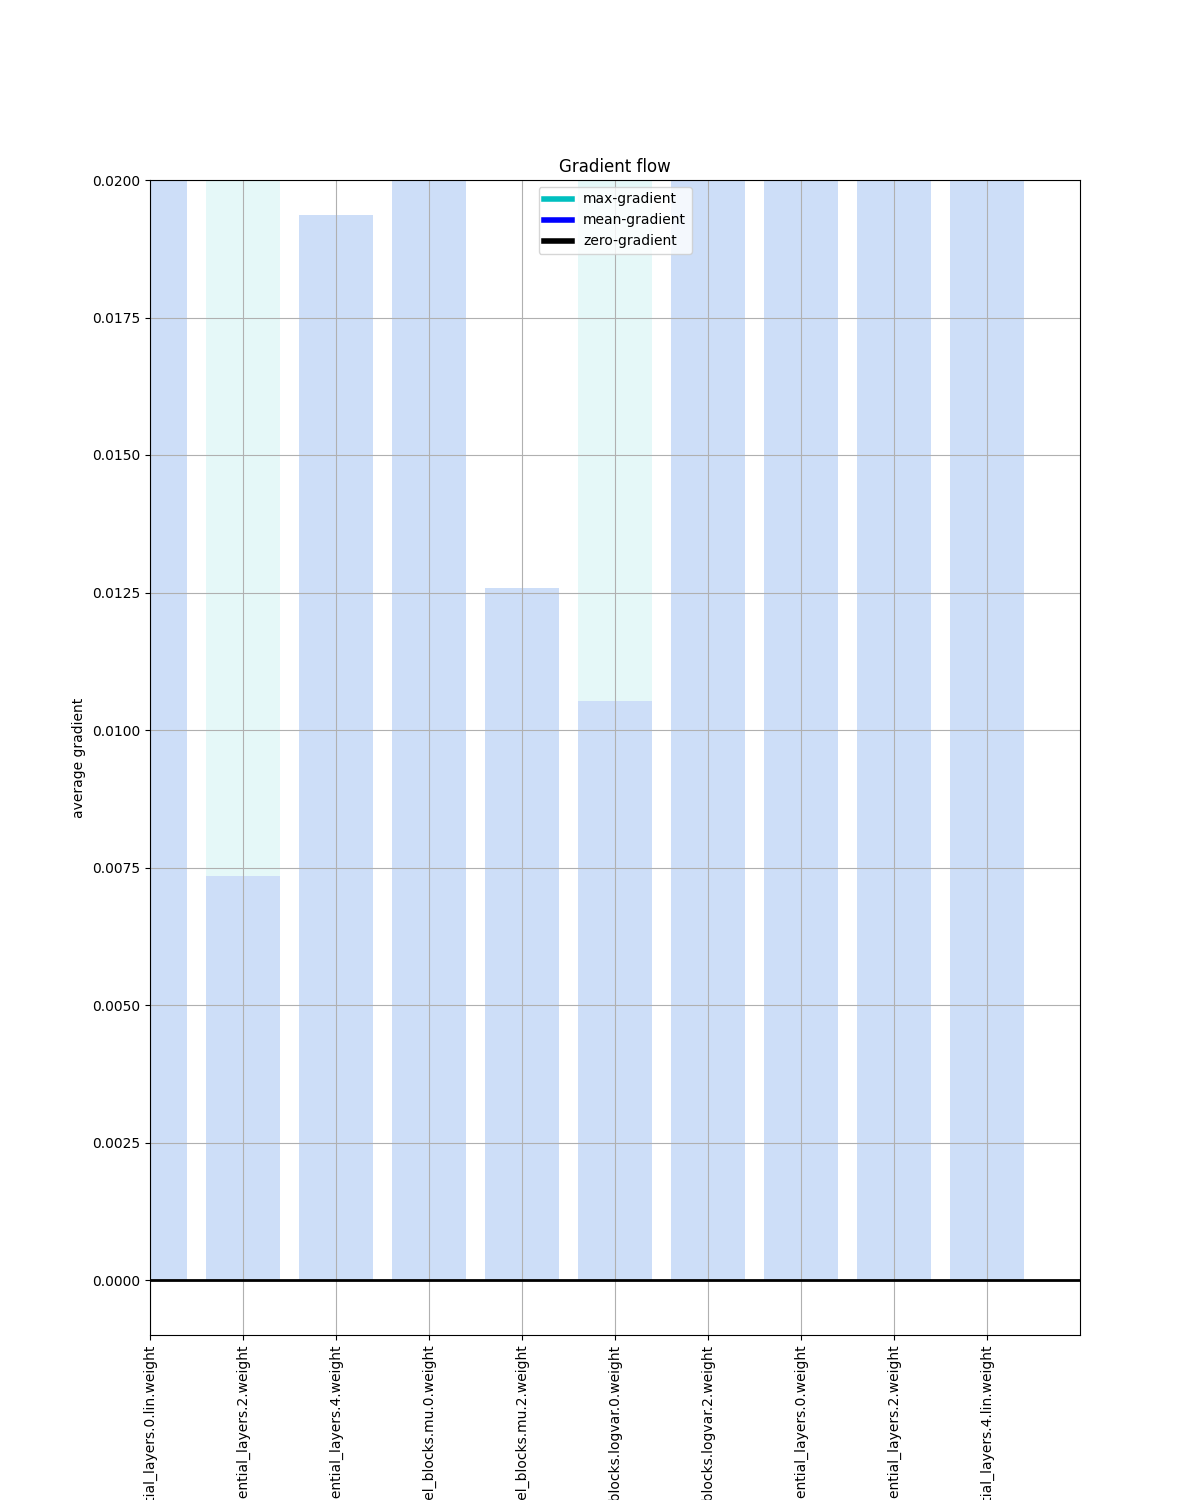 Gradient flow
max-gradient
mean-gradient
zero-gradient
average gradient
0.0200
0.0175
0.0150
0.0125
0.0100
0.0075
0.0050
0.0025
0.0000
tial_layers.0.lin.weight
ential_layers.2.weight
ential_layers.4.weight
el_blocks.mu.0.weight
el_blocks.mu.2.weight
blocks.logvar.0.weight
blocks.logvar.2.weight
ential_layers.0.weight
ential_layers.2.weight
tial_layers.4.lin.weight